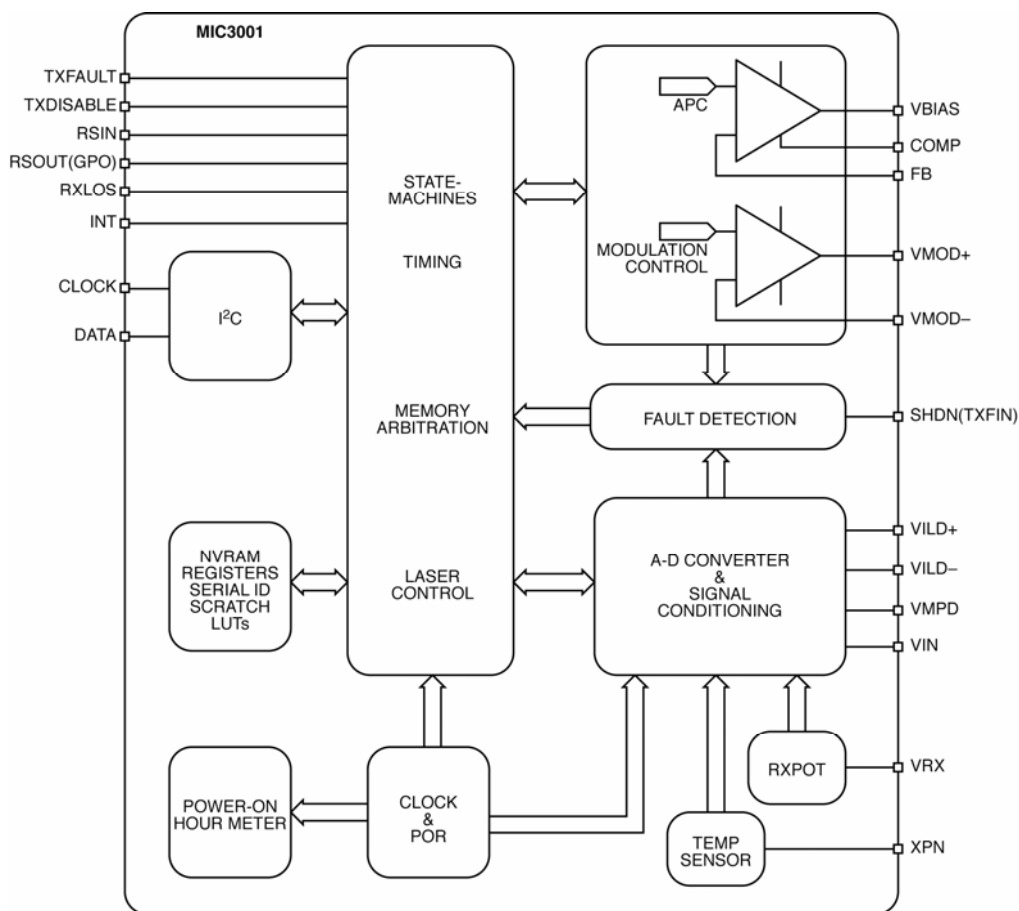 MIC3001
TXFAULT
TXDISABLE
RSIN
RSOUT(GPO)
RXLOS
INT
CLOCK
DATA
I²C
STATE-
MACHINES
TIMING
MEMORY
ARBITRATION
LASER
CONTROL
APC
MODULATION
CONTROL
VBIAS
COMP
FB
VMOD+
VMOD–
FAULT DETECTION
SHDN(TXFIN)
NVRAM
REGISTERS
SERIAL ID
SCRATCH
LUTs
A-D CONVERTER
&
SIGNAL
CONDITIONING
VILD+
VILD–
VMPD
VIN
POWER-ON
HOUR METER
CLOCK
&
POR
RXPOT
VRX
TEMP
SENSOR
XPN